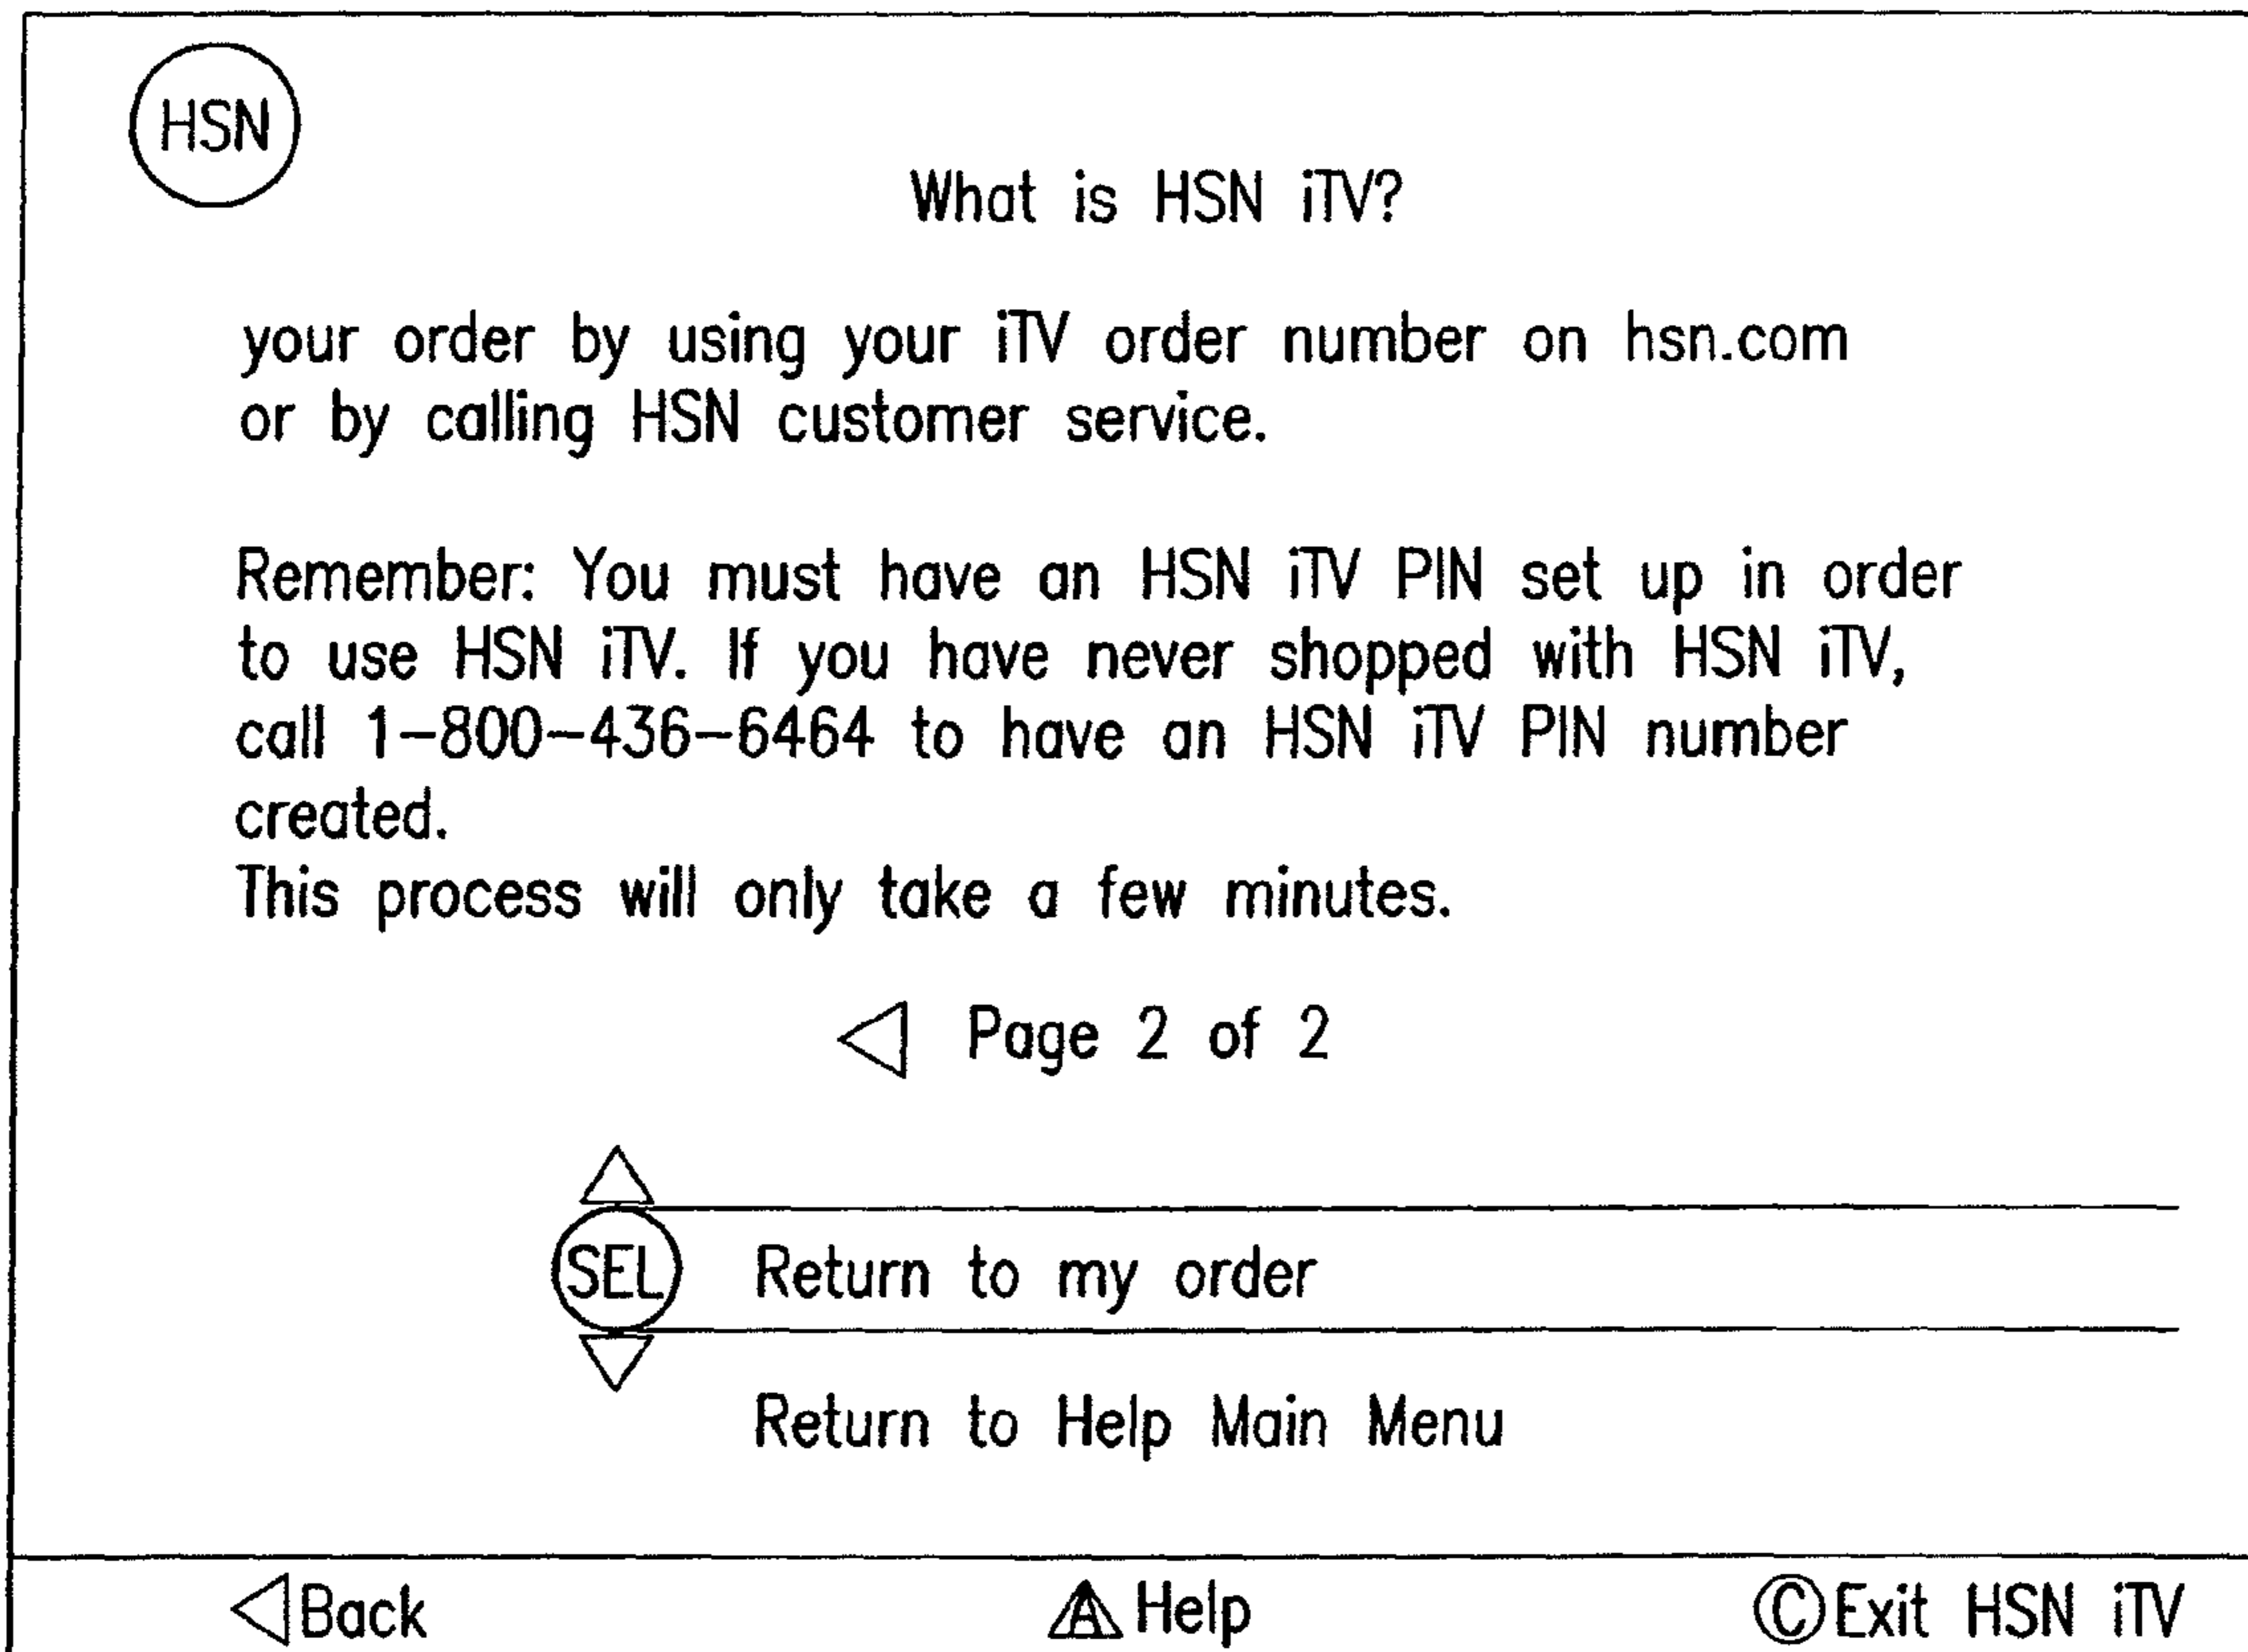 HSN
What is HSN iTV?
your order by using your iTV order number on hsn.com
or by calling HSN customer service.
Remember: You must have an HSN iTV PIN set up in order
to use HSN iTV. If you have never shopped with HSN iTV,
call 1-800-436-6464 to have an HSN iTV PIN number
created.
This process will only take a few minutes.
Page 2 of 2
SEL Return to my order
Return to Help Main Menu
Back A Help C Exit HSN iTV